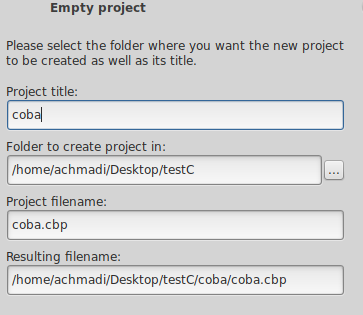 Empty project
Please select the folder where you want the new project
to be created as well as its title.
Project title:
coba
Folder to create project in:
/home/achmadi/Desktop/testC
...
Project filename:
coba.cbp
Resulting filename:
/home/achmadi/Desktop/testC/coba/coba.cbp